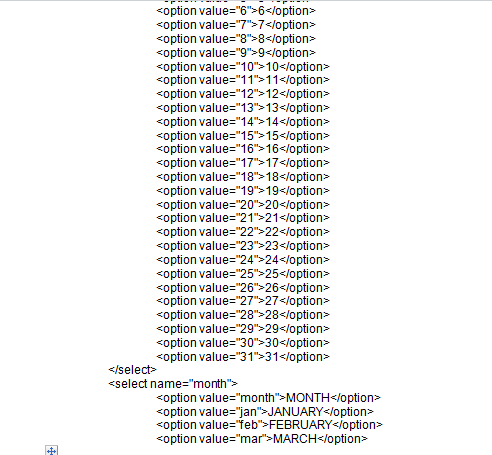 <option value="6">6</option>
<option value="7">7</option>
<option value="8">8</option>
<option value="9">9</option>
<option value="10">10</option>
<option value="11">11</option>
<option value="12">12</option>
<option value="13">13</option>
<option value="14">14</option>
<option value="15">15</option>
<option value="16">16</option>
<option value="17">17</option>
<option value="18">18</option>
<option value="19">19</option>
<option value="20">20</option>
<option value="21">21</option>
<option value="22">22</option>
<option value="23">23</option>
<option value="24">24</option>
<option value="25">25</option>
<option value="26">26</option>
<option value="27">27</option>
<option value="28">28</option>
<option value="29">29</option>
<option value="30">30</option>
<option value="31">31</option>
</select>
<select name="month">
<option value="month">MONTH</option>
<option value="jan">JANUARY</option>
<option value="feb">FEBRUARY</option>
<option value="mar">MARCH</option>